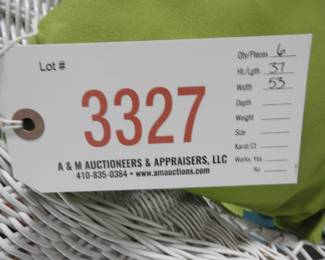 Lot #
3327
A & M AUCTIONEERS & APPRAISERS, LLC
410-835-0384 • www.amauctions.com
Qty/Pieces 6
Ht./Lgth 37
Width 53
Depth
Weight
Size
Karat/Ct
Works: Yes
No